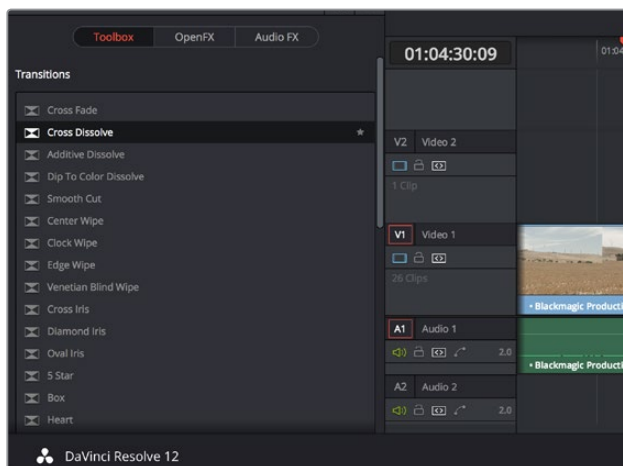 Toolbox OpenFX Audio FX
Transitions
Cross Fade
Cross Dissolve
Additive Dissolve
Dip To Color Dissolve
Smooth Cut
Center Wipe
Clock Wipe
Edge Wipe
Venetian Blind Wipe
Cross Iris
Diamond Iris
Oval Iris
5 Star
Box
Heart
01:04:30:09
01:04
V2 Video 2
1 Clip
V1 Video 1
26 Clips
• Blackmagic Producti
A1 Audio 1
2.0
• Blackmagic Producti
A2 Audio 2
2.0
DaVinci Resolve 12